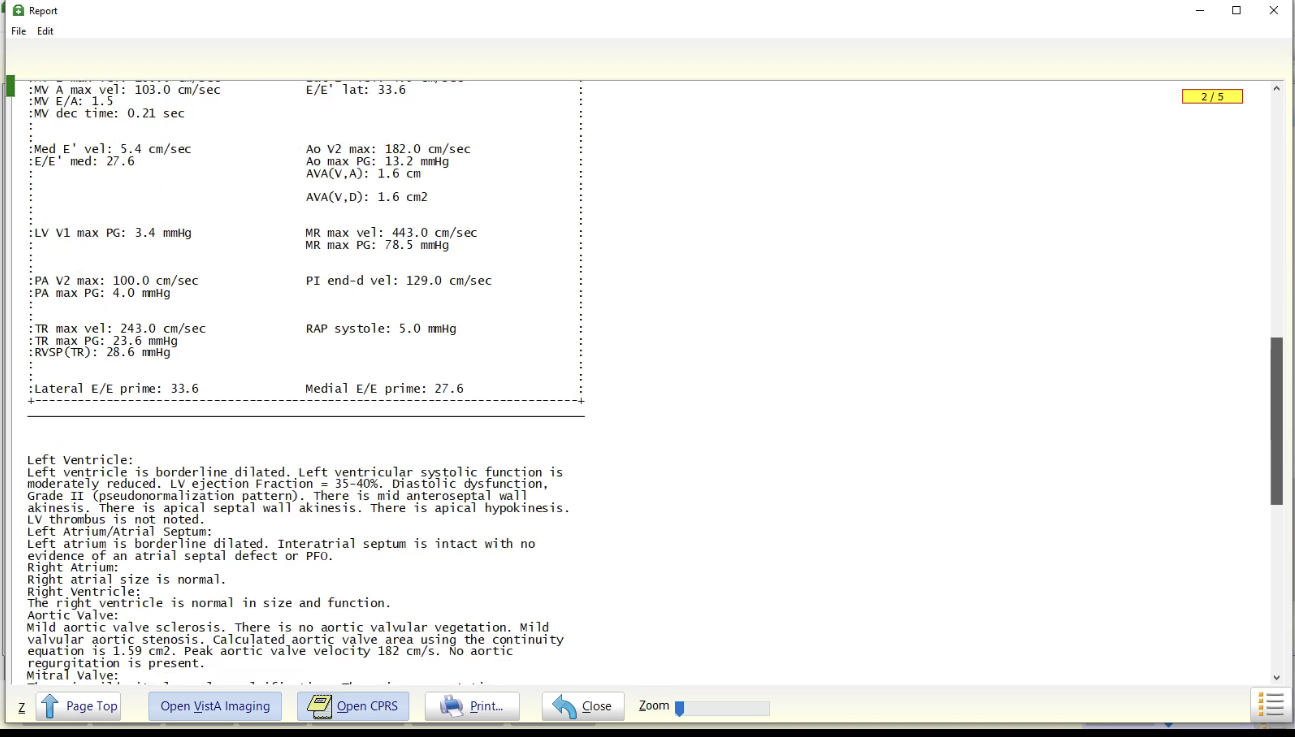 Report
File Edit
:MV A max vel: 103.0 cm/sec E/E' lat: 33.6 :
:MV E/A: 1.5 :
:MV dec time: 0.21 sec :
2 / 5
:Med E' vel: 5.4 cm/sec Ao V2 max: 182.0 cm/sec :
:E/E' med: 27.6 Ao max PG: 13.2 mmHg :
: AVA(V,A): 1.6 cm :
: AVA(V,D): 1.6 cm2 :
:LV V1 max PG: 3.4 mmHg MR max vel: 443.0 cm/sec :
: MR max PG: 78.5 mmHg :
:PA V2 max: 100.0 cm/sec PI end-d vel: 129.0 cm/sec :
:PA max PG: 4.0 mmHg :
:TR max vel: 243.0 cm/sec RAP systole: 5.0 mmHg :
:TR max PG: 23.6 mmHg :
:RVSP(TR): 28.6 mmHg :
:Lateral E/E prime: 33.6 Medial E/E prime: 27.6 :
Left Ventricle:
Left ventricle is borderline dilated. Left ventricular systolic function is
moderately reduced. LV ejection Fraction = 35-40%. Diastolic dysfunction,
Grade II (pseudonormalization pattern). There is mid anteroseptal wall
akinesis. There is apical septal wall akinesis. There is apical hypokinesis.
LV thrombus is not noted.
Left Atrium/Atrial Septum:
Left atrium is borderline dilated. Interatrial septum is intact with no
evidence of an atrial septal defect or PFO.
Right Atrium:
Right atrial size is normal.
Right Ventricle:
The right ventricle is normal in size and function.
Aortic Valve:
Mild aortic valve sclerosis. There is no aortic valvular vegetation. Mild
valvular aortic stenosis. Calculated aortic valve area using the continuity
equation is 1.59 cm2. Peak aortic valve velocity 182 cm/s. No aortic
regurgitation is present.
Mitral Valve:
Z Page Top Open VistA Imaging Open CPRS Print... Close Zoom